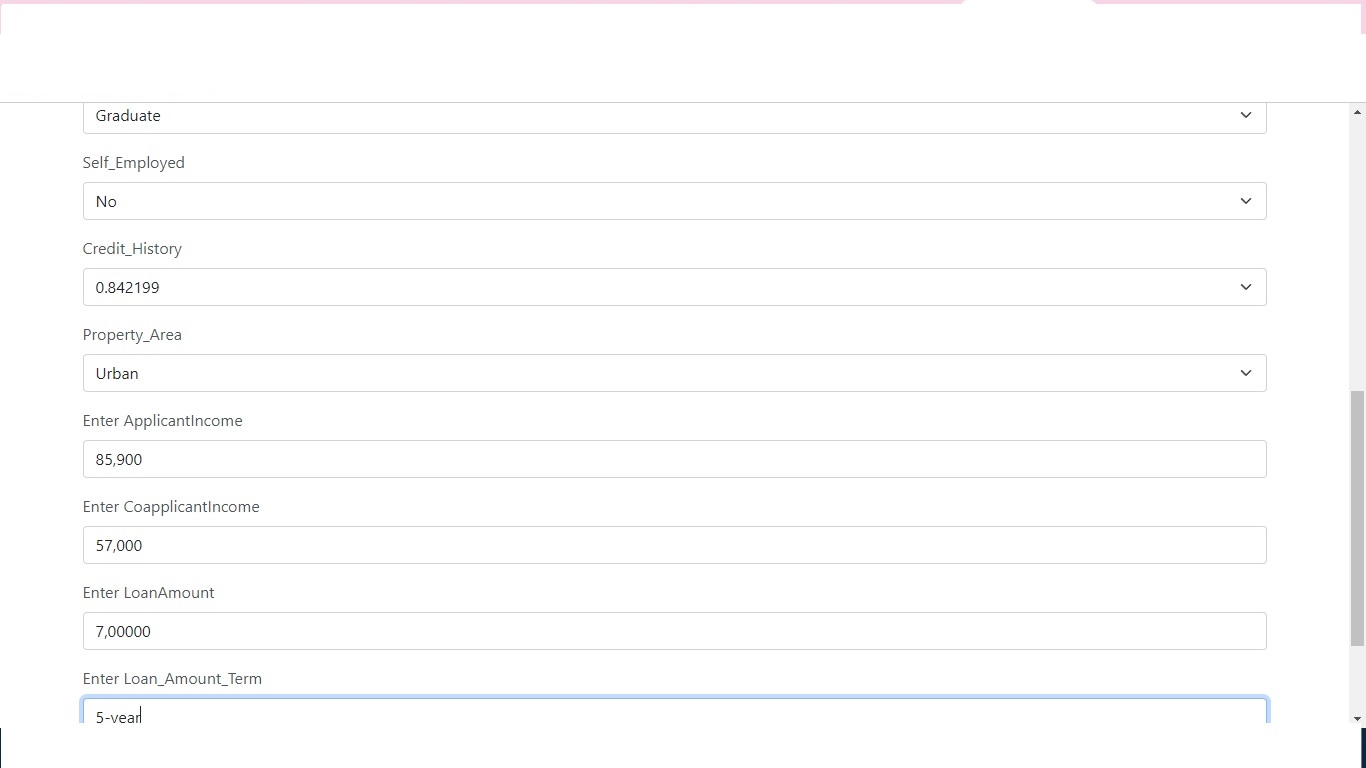 Graduate
Self_Employed
No
Credit_History
0.842199
Property_Area
Urban
Enter ApplicantIncome
85,900
Enter CoapplicantIncome
57,000
Enter LoanAmount
7,00000
Enter Loan_Amount_Term
5-year